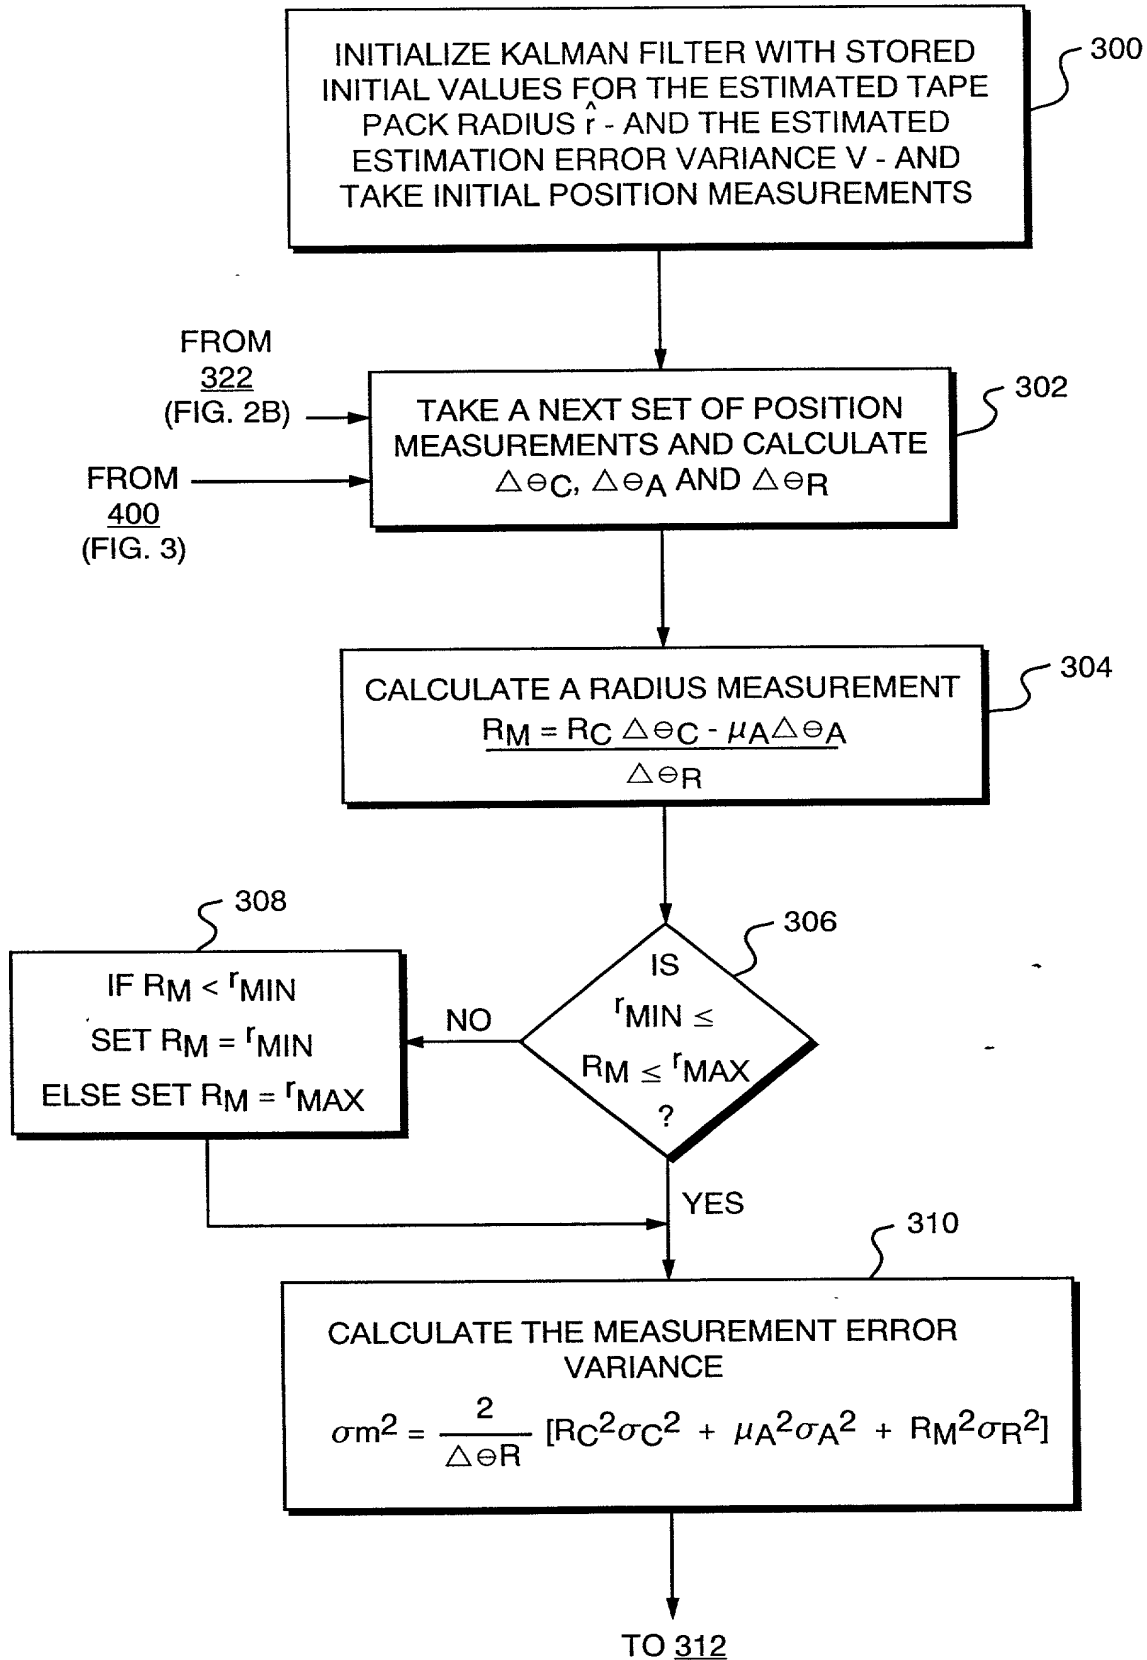 INITIALIZE KALMAN FILTER WITH STORED
INITIAL VALUES FOR THE ESTIMATED TAPE
PACK RADIUS r̂ - AND THE ESTIMATED
ESTIMATION ERROR VARIANCE V - AND
TAKE INITIAL POSITION MEASUREMENTS
300
FROM
322
(FIG. 2B)
FROM
400
(FIG. 3)
TAKE A NEXT SET OF POSITION
MEASUREMENTS AND CALCULATE
△ΘC, △ΘA AND △ΘR
302
CALCULATE A RADIUS MEASUREMENT
RM = RC △ΘC - μA△ΘA
△ΘR
304
IS
rMIN ≤
RM ≤ rMAX
?
306
NO
308
IF RM < rMIN
SET RM = rMIN
ELSE SET RM = rMAX
YES
310
CALCULATE THE MEASUREMENT ERROR
VARIANCE
σm² = 2/△ΘR [RC²σC² + μA²σA² + RM²σR²]
TO 312